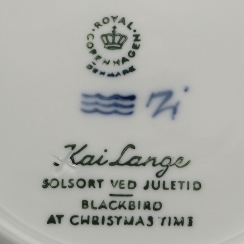 ROYAL
COPENHAGEN
DENMARK
Kai Lange
SOLSORT VED JULETID
BLACKBIRD
AT CHRISTMAS TIME